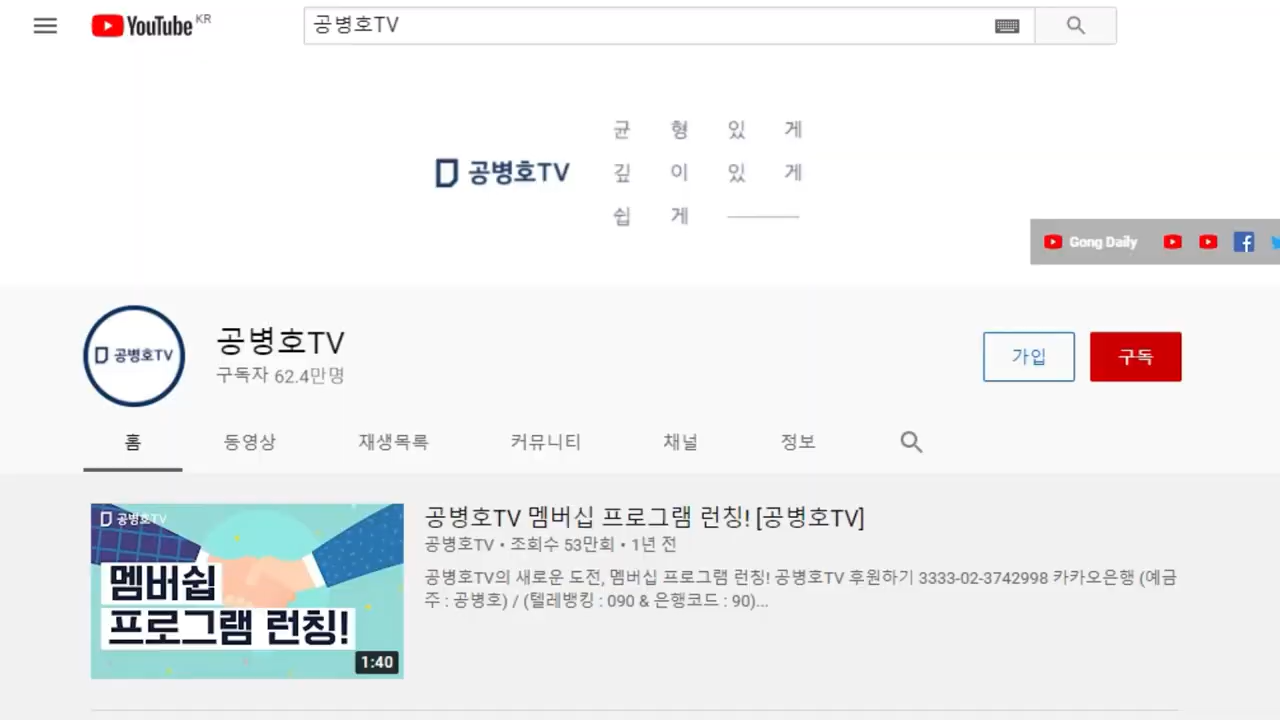 YouTube KR
공병호TV
균 형 있 게
공병호TV
깊 이 있 게
쉽 게
Gong Daily
공병호TV
공병호TV
구독자 62.4만명
가입
구독
홈
동영상
재생목록
커뮤니티
채널
정보
공병호TV
멤버쉽
프로그램 런칭!
1:40
공병호TV 멤버십 프로그램 런칭! [공병호TV]
공병호TV • 조회수 53만회 • 1년 전
공병호TV의 새로운 도전, 멤버십 프로그램 런칭! 공병호TV 후원하기 3333-02-3742998 카카오은행 (예금
주 : 공병호) / (텔레뱅킹 : 090 & 은행코드 : 90)...